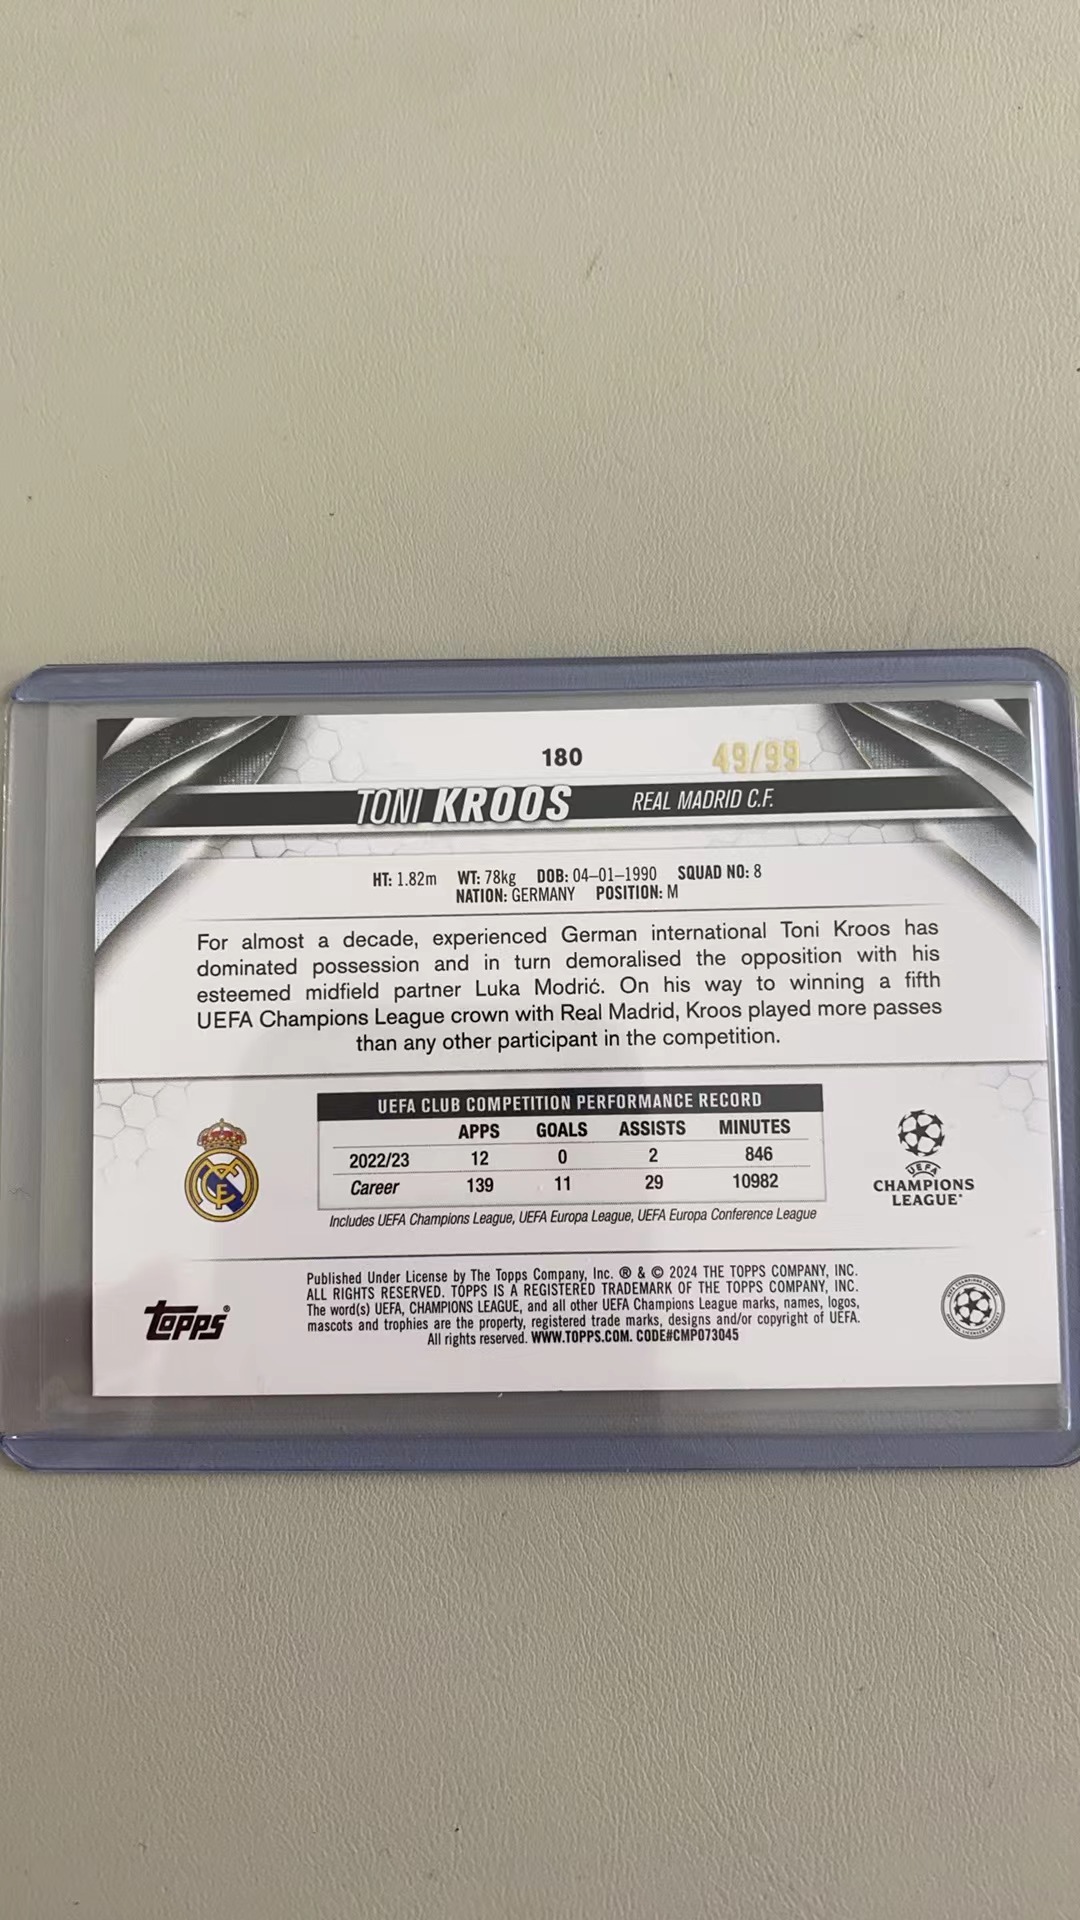 180 49/99
TONI KROOS REAL MADRID C.F.
HT: 1.82m WT: 78kg DOB: 04–01–1990 SQUAD NO: 8
NATION: GERMANY POSITION: M
For almost a decade, experienced German international Toni Kroos has
dominated possession and in turn demoralised the opposition with his
esteemed midfield partner Luka Modrić. On his way to winning a fifth
UEFA Champions League crown with Real Madrid, Kroos played more passes
than any other participant in the competition.
UEFA CLUB COMPETITION PERFORMANCE RECORD
APPS GOALS ASSISTS MINUTES
2022/23 12 0 2 846
Career 139 11 29 10982
Includes UEFA Champions League, UEFA Europa League, UEFA Europa Conference League
UEFA
CHAMPIONS
LEAGUE
Published Under License by The Topps Company, Inc. ® & © 2024 THE TOPPS COMPANY, INC.
ALL RIGHTS RESERVED. TOPPS IS A REGISTERED TRADEMARK OF THE TOPPS COMPANY, INC.
The word(s) UEFA, CHAMPIONS LEAGUE, and all other UEFA Champions League marks, names, logos,
mascots and trophies are the property, registered trade marks, designs and/or copyright of UEFA.
All rights reserved. WWW.TOPPS.COM. CODE#CMP073045
Topps®